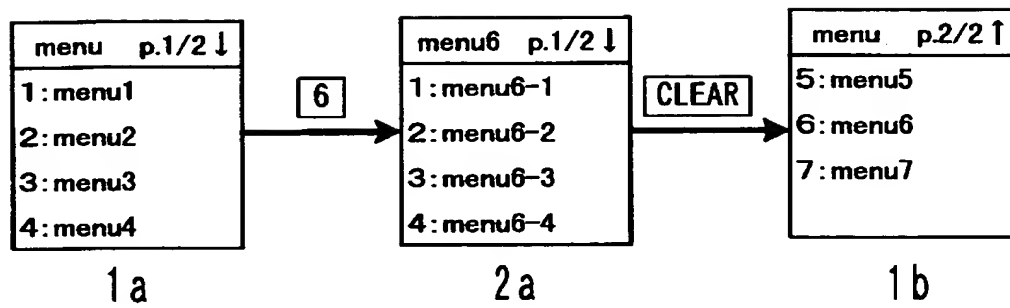 menu p.1/2↓
1:menu1
2:menu2
3:menu3
4:menu4
1a
6
menu6 p.1/2↓
1:menu6-1
2:menu6-2
3:menu6-3
4:menu6-4
2a
CLEAR
menu p.2/2↑
5:menu5
6:menu6
7:menu7
1b